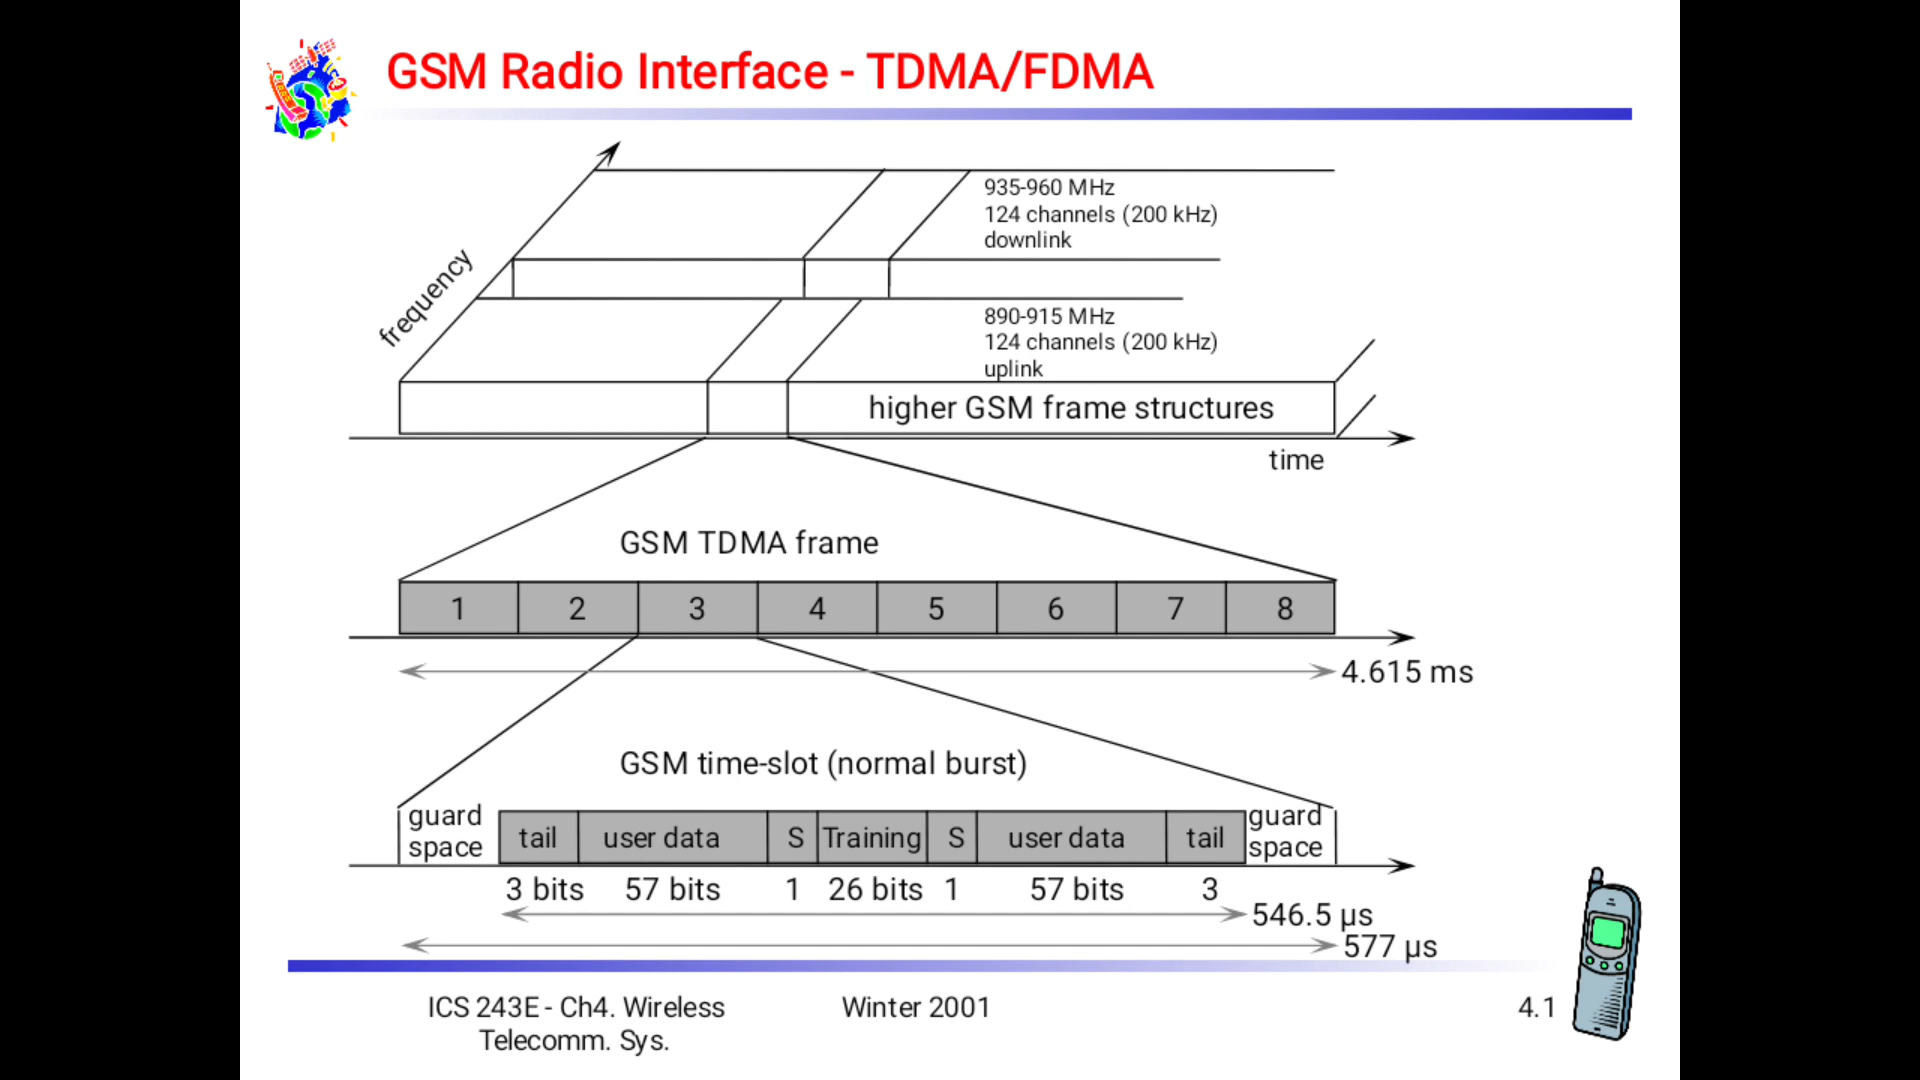 GSM Radio Interface - TDMA/FDMA
935-960 MHz
124 channels (200 kHz)
downlink
frequency
890-915 MHz
124 channels (200 kHz)
uplink
higher GSM frame structures
time
GSM TDMA frame
1 2 3 4 5 6 7 8
4.615 ms
GSM time-slot (normal burst)
guard
space
tail user data S Training S user data tail
guard
space
3 bits 57 bits 1 26 bits 1 57 bits 3
546.5 µs
577 µs
ICS 243E - Ch4. Wireless
Telecomm. Sys.
Winter 2001
4.1